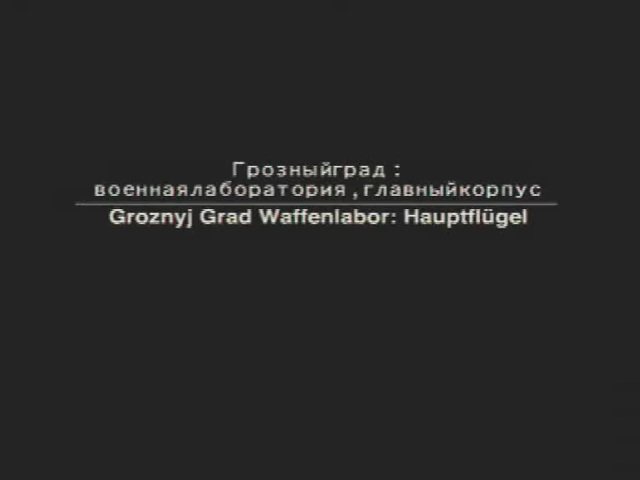 Грозныйград:
военнаялаборатория,главныйкорпус
Groznyj Grad Waffenlabor: Hauptflügel